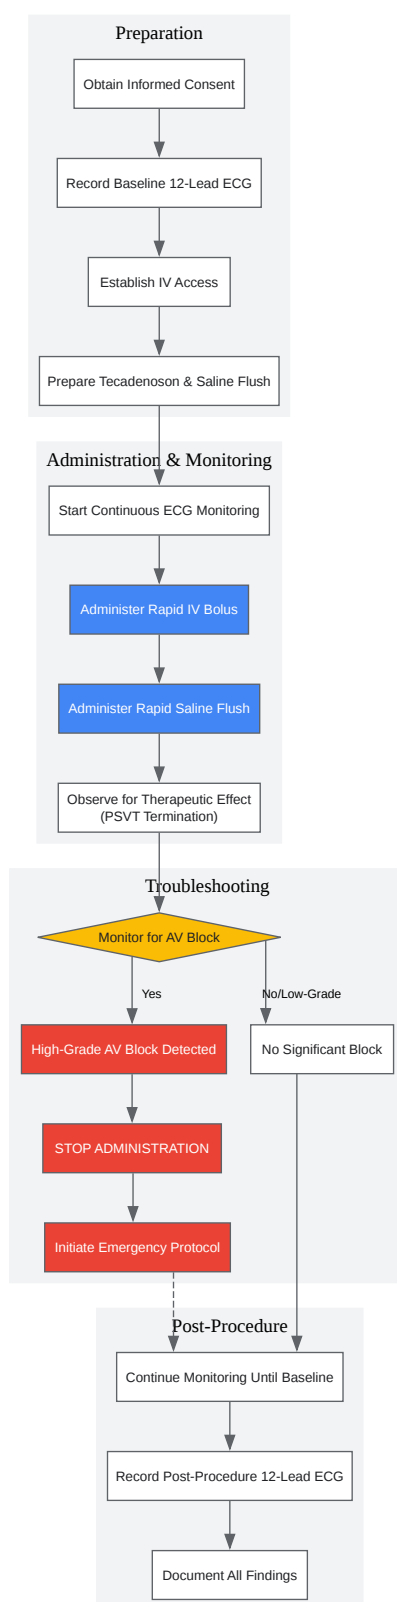 Preparation
Obtain Informed Consent
Record Baseline 12-Lead ECG
Establish IV Access
Prepare Tecadenoson & Saline Flush
Administration & Monitoring
Start Continuous ECG Monitoring
Administer Rapid IV Bolus
Administer Rapid Saline Flush
Observe for Therapeutic Effect
(PSVT Termination)
Troubleshooting
Monitor for AV Block
Yes
No/Low-Grade
High-Grade AV Block Detected
No Significant Block
STOP ADMINISTRATION
Initiate Emergency Protocol
Post-Procedure
Continue Monitoring Until Baseline
Record Post-Procedure 12-Lead ECG
Document All Findings